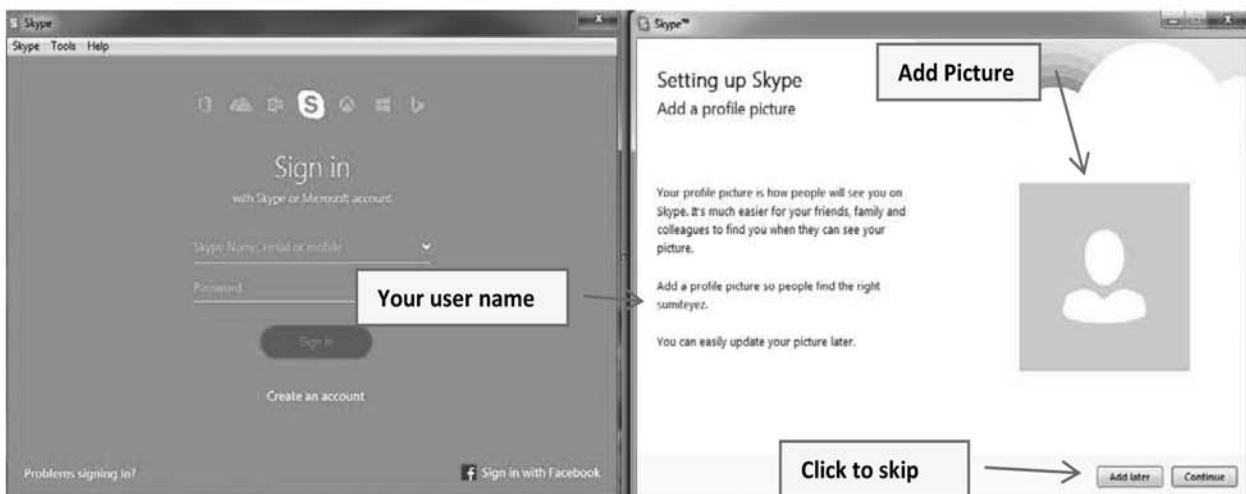 Skype
Skype Tools Help
Sign in
with Skype or Microsoft account
Skype Name, email or mobile
Password
Sign in
Create an account
Problems signing in?
Sign in with Facebook
Your user name
Skype™
Setting up Skype
Add a profile picture
Add Picture
Your profile picture is how people will see you on
Skype. It's much easier for your friends, family and
colleagues to find you when they can see your
picture.
Add a profile picture so people find the right
sumiteyez.
You can easily update your picture later.
Click to skip
Add later
Continue